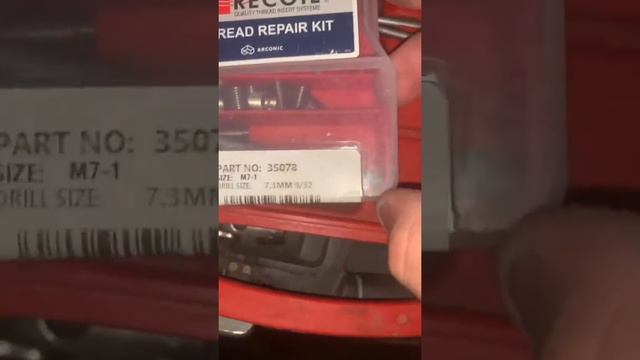 RECOIL
QUALITY THREAD INSERT SYSTEMS
READ REPAIR KIT
ARCONIC
PART NO: 35078
SIZE: M7-1
DRILL SIZE 7.3MM 9/32
PART NO: 3507
SIZE: M7-1
DRILL SIZE 7.3M